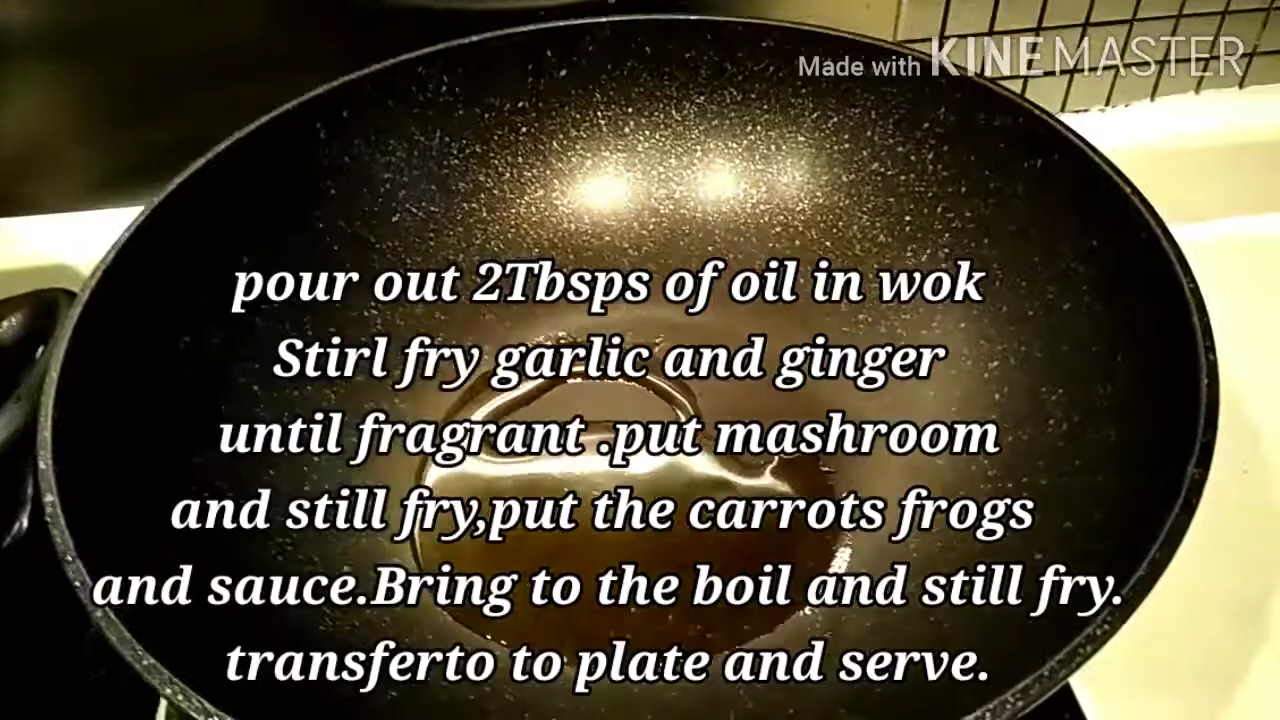 Made with KINEMASTER
pour out 2Tbsps of oil in wok
Stirl fry garlic and ginger
until fragrant .put mashroom
and still fry,put the carrots frogs
and sauce.Bring to the boil and still fry.
transferto to plate and serve.